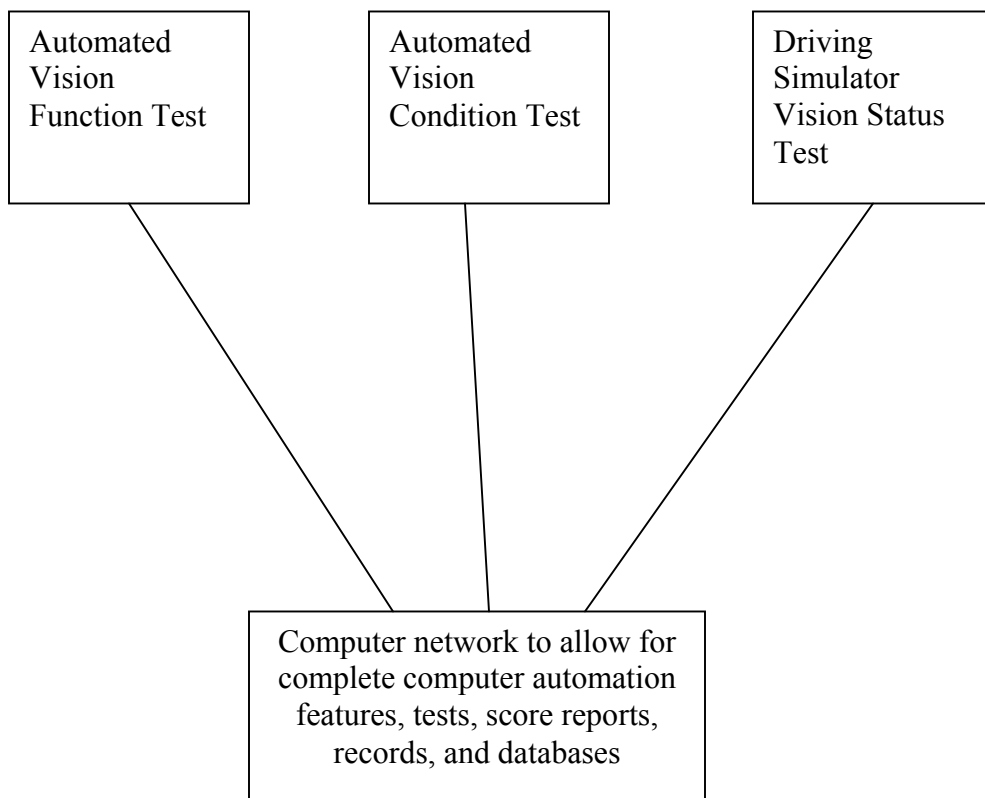 Automated
Vision
Function Test
Automated
Vision
Condition Test
Driving
Simulator
Vision Status
Test
Computer network to allow for
complete computer automation
features, tests, score reports,
records, and databases